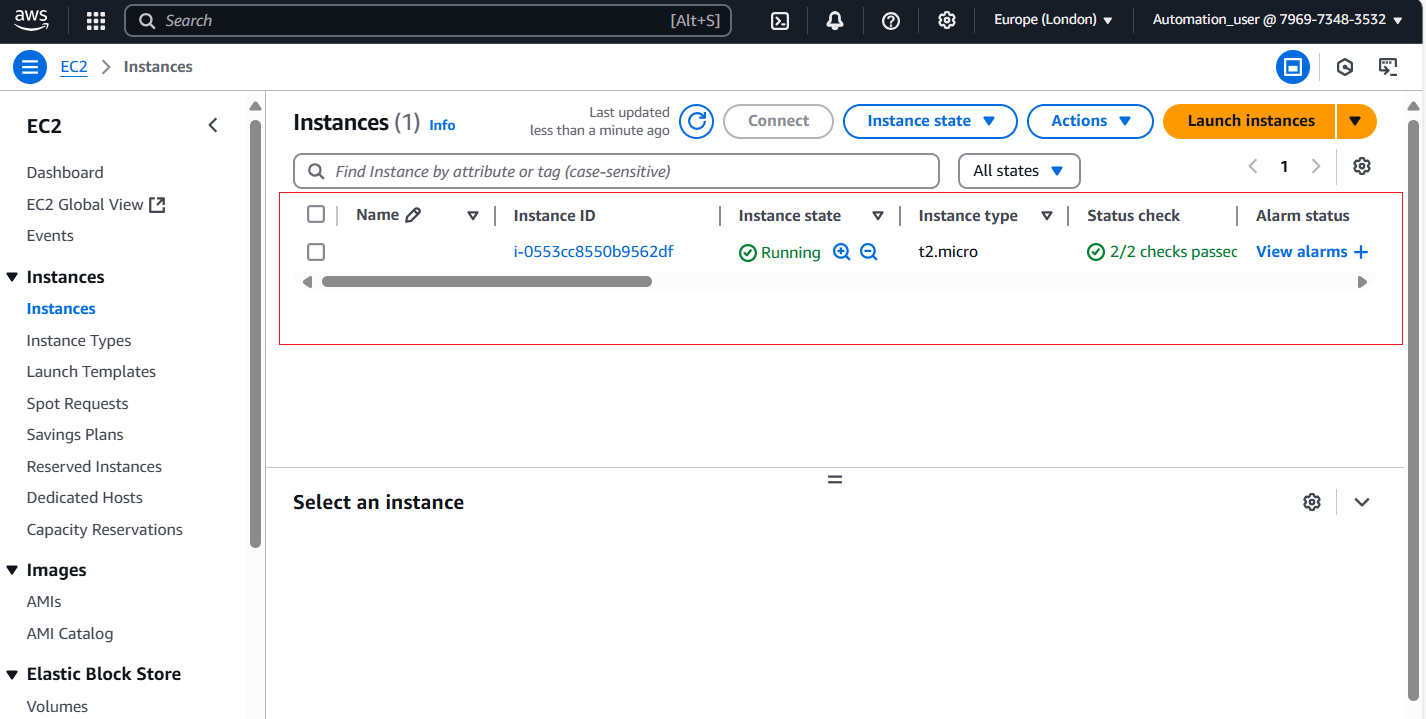 aws
Search [Alt+S]
Europe (London)
Automation_user @ 7969-7348-3532
EC2 Instances
EC2
Dashboard
EC2 Global View
Events
Instances
Instances
Instance Types
Launch Templates
Spot Requests
Savings Plans
Reserved Instances
Dedicated Hosts
Capacity Reservations
Images
AMIs
AMI Catalog
Elastic Block Store
Volumes
Instances (1) Info
Last updated
less than a minute ago
Connect
Instance state
Actions
Launch instances
Find Instance by attribute or tag (case-sensitive)
All states
1
Name Instance ID Instance state Instance type Status check Alarm status
i-0553cc8550b9562df Running t2.micro 2/2 checks passed View alarms +
Select an instance